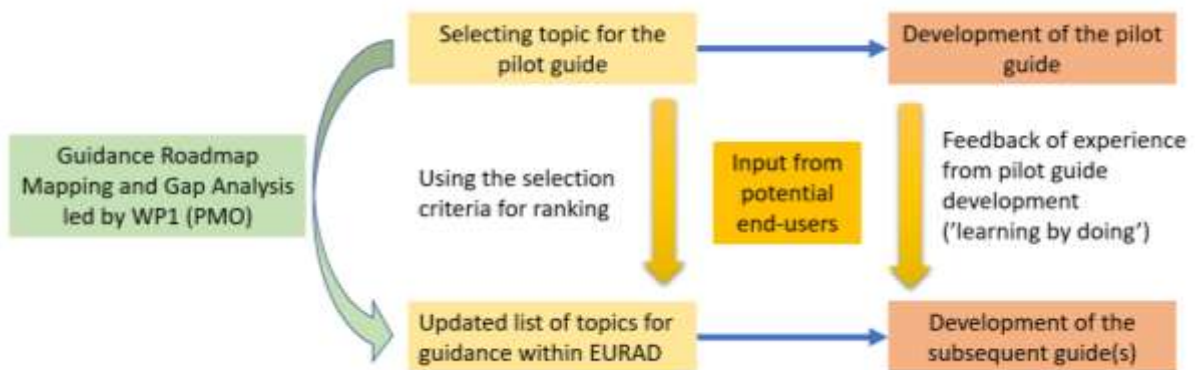 Selecting topic for the
pilot guide
Development of the pilot
guide
Guidance Roadmap
Mapping and Gap Analysis
led by WP1 (PMO)
Using the selection
criteria for ranking
Input from
potential
end-users
Feedback of experience
from pilot guide
development
('learning by doing')
Updated list of topics for
guidance within EURAD
Development of the
subsequent guide(s)